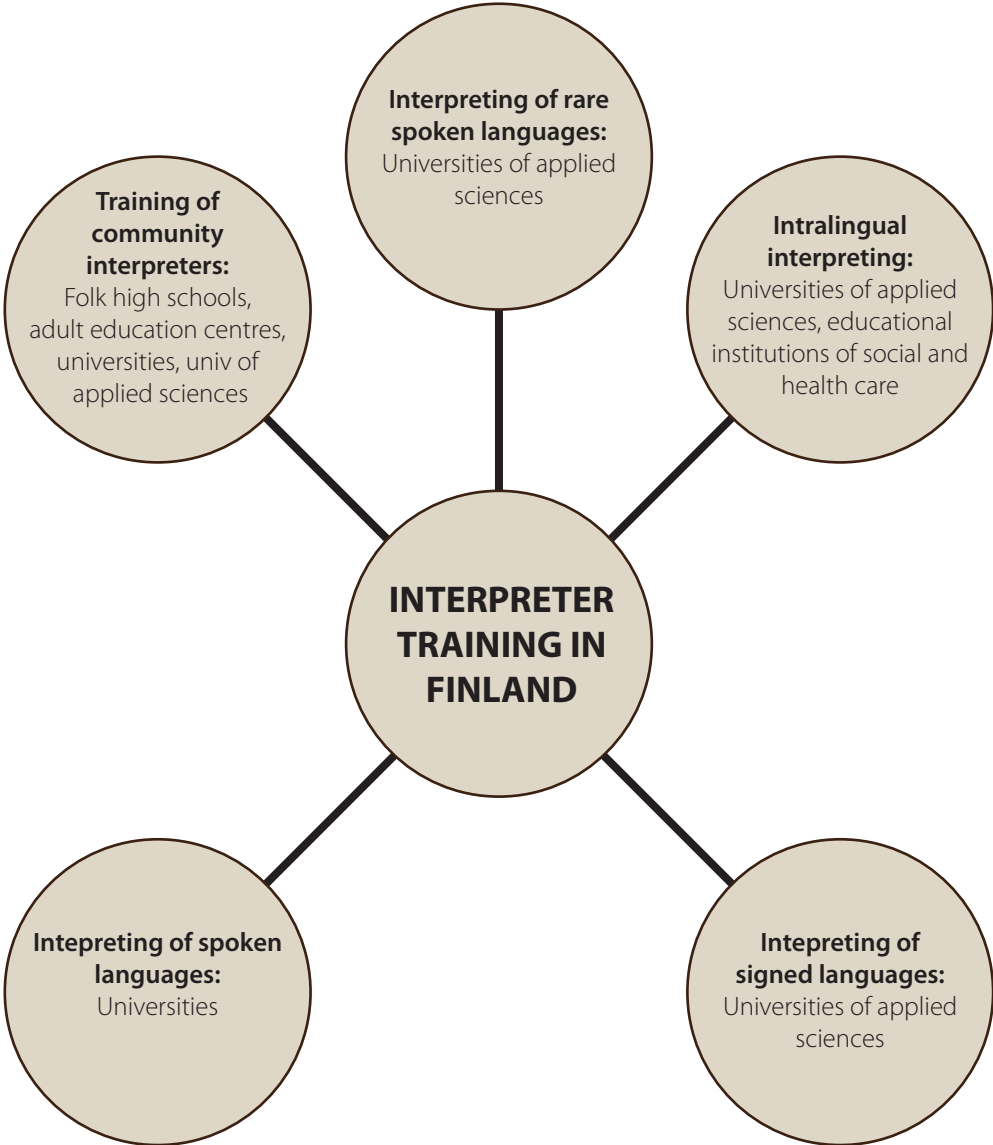 Interpreting of rare
spoken languages:
Universities of applied
sciences
Training of
community
interpreters:
Folk high schools,
adult education centres,
universities, univ of
applied sciences
Intralingual
interpreting:
Universities of applied
sciences, educational
institutions of social and
health care
INTERPRETER
TRAINING IN
FINLAND
Intepreting of spoken
languages:
Universities
Intepreting of
signed languages:
Universities of applied
sciences